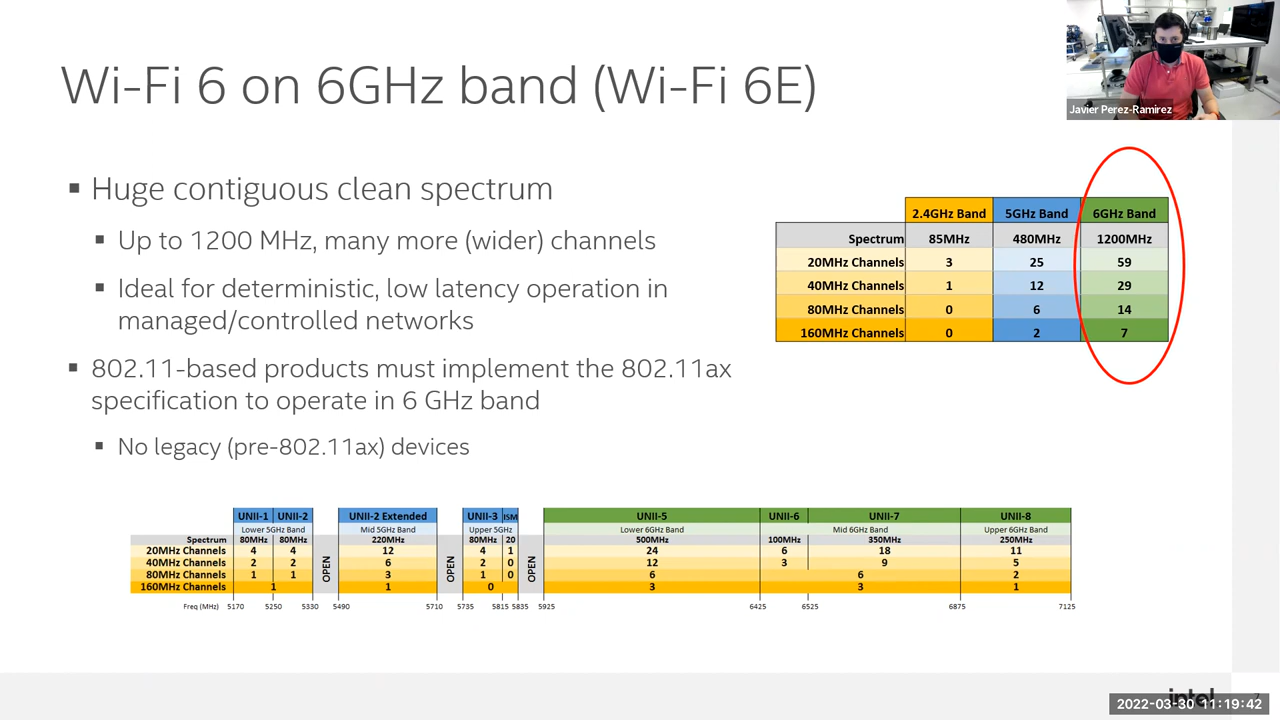 Wi-Fi 6 on 6GHz band (Wi-Fi 6E)
Javier Perez-Ramirez
▪ Huge contiguous clean spectrum
▪ Up to 1200 MHz, many more (wider) channels
▪ Ideal for deterministic, low latency operation in
managed/controlled networks
▪ 802.11-based products must implement the 802.11ax
specification to operate in 6 GHz band
▪ No legacy (pre-802.11ax) devices
2.4GHz Band 5GHz Band 6GHz Band
Spectrum 85MHz 480MHz 1200MHz
20MHz Channels 3 25 59
40MHz Channels 1 12 29
80MHz Channels 0 6 14
160MHz Channels 0 2 7
UNII-1 UNII-2 UNII-2 Extended UNII-3 ISM UNII-5 UNII-6 UNII-7 UNII-8
Lower 5GHz Band Mid 5GHz Band Upper 5GHz Lower 6GHz Band Mid 6GHz Band Upper 6GHz Band
Spectrum 80MHz 80MHz 220MHz 80MHz 20 500MHz 100MHz 350MHz 250MHz
20MHz Channels 4 4 12 4 1 24 6 18 11
40MHz Channels 2 2 6 2 0 12 3 9 5
80MHz Channels 1 1 3 1 0 6 6 2
160MHz Channels 1 1 0 3 3 1
OPEN
OPEN
OPEN
Freq (MHz) 5170 5250 5330 5490 5710 5735 5815 5835 5925 6425 6525 6875 7125
intel
7
2022-03-30 11:19:42